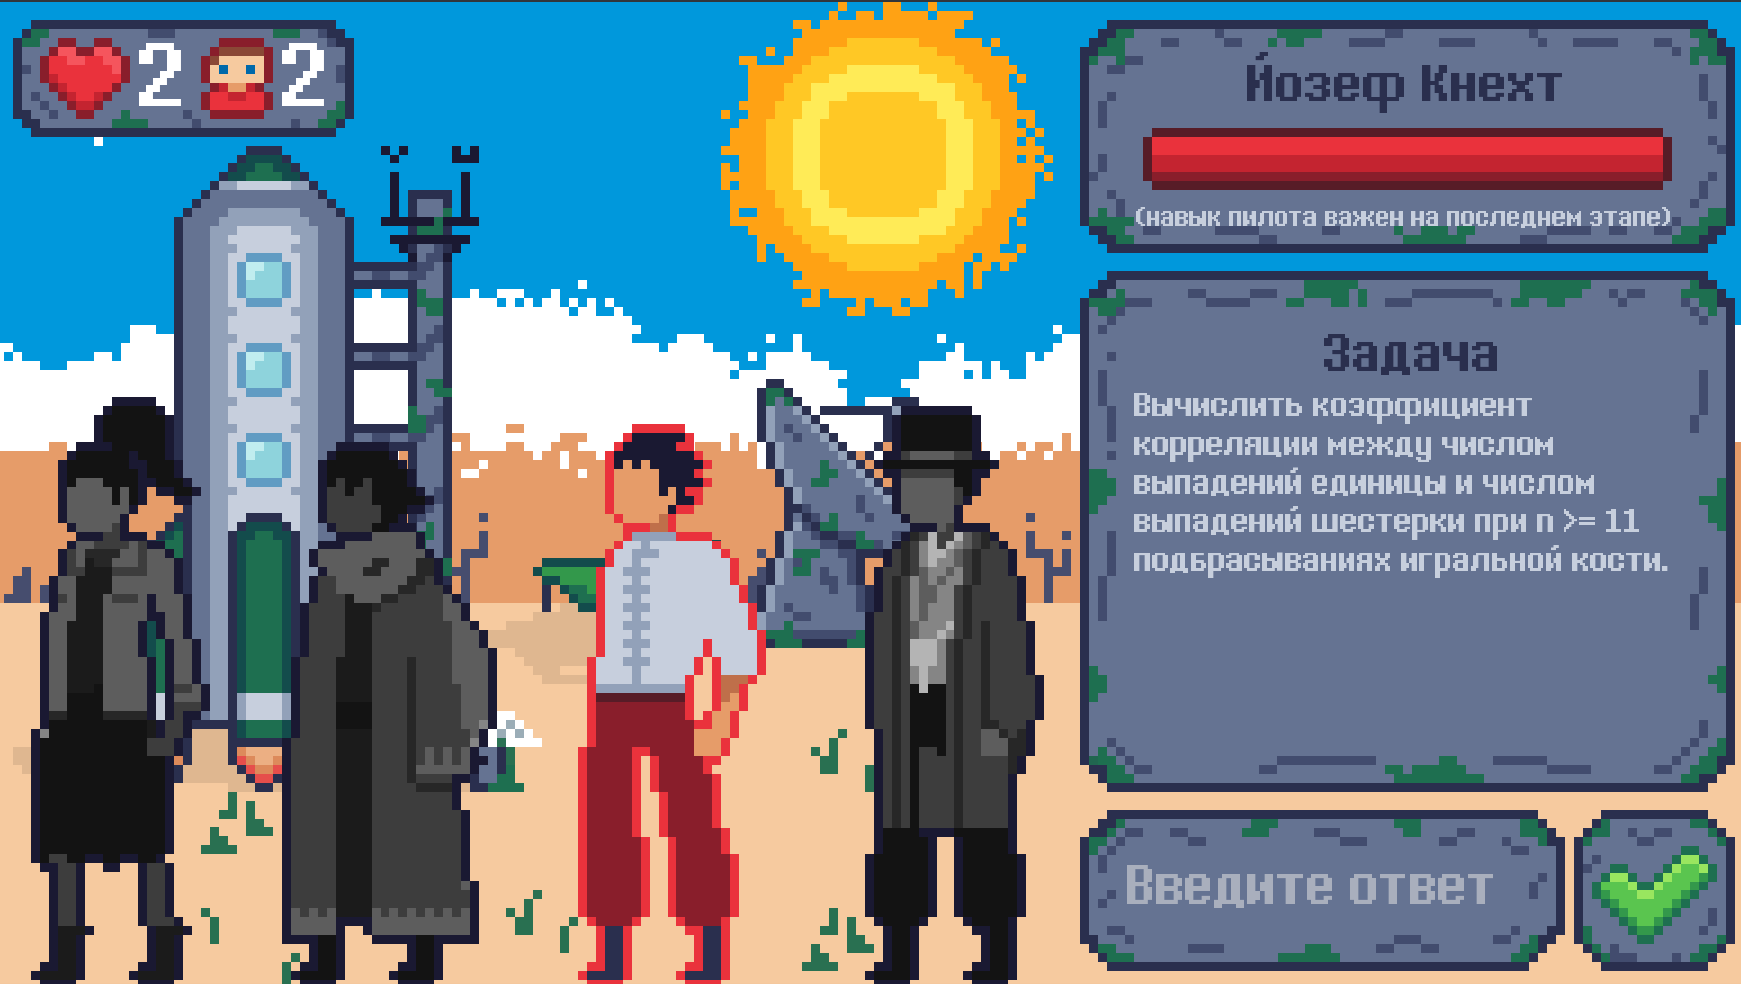 2 2
Йозеф Кнехт
(навык пилота важен на последнем этапе)
Задача
Вычислить коэффициент
корреляции между числом
выпадений единицы и числом
выпадений шестерки при n >= 11
подбрасываниях игральной кости.
Введите ответ